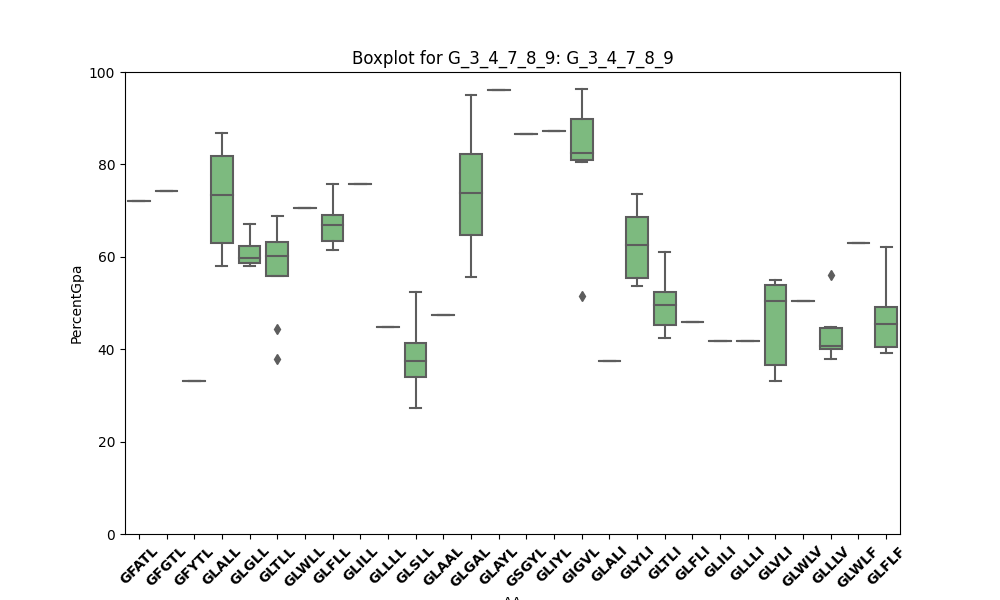 Boxplot for G_3_4_7_8_9: G_3_4_7_8_9
PercentGpa
100
80
60
40
20
0
GFATL
GFGTL
GFYTL
GLALL
GLGLL
GLTLL
GLWLL
GLFLL
GLILL
GLLLL
GLSLL
GLAAL
GLGAL
GLAYL
GSGYL
GLIYL
GIGVL
GLALI
GLYLI
GLTLI
GLFLI
GLILI
GLLLI
GLVLI
GLWLV
GLLLV
GLWLF
GLFLF